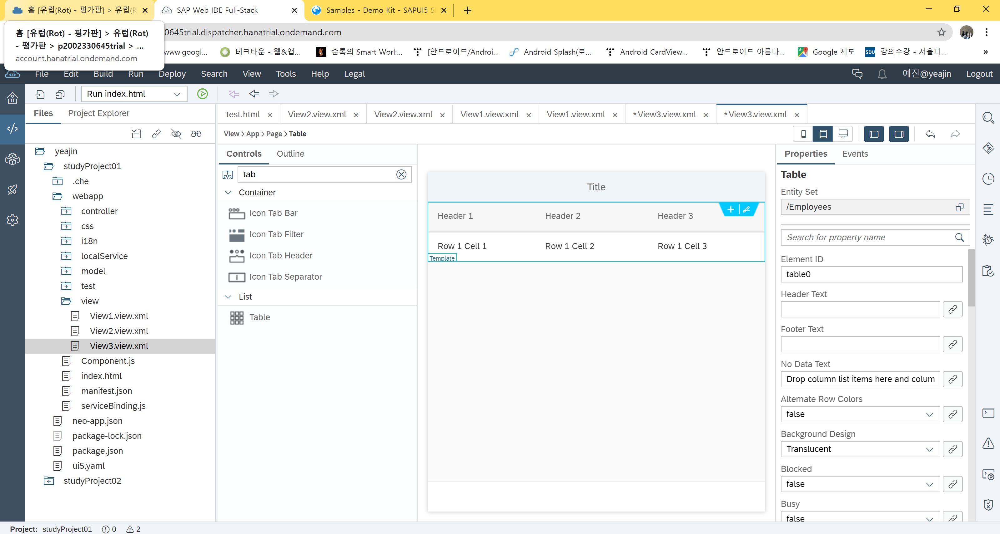 홈 [유럽(Rot) - 평가판] > 유럽(R
SAP Web IDE Full-Stack
Samples - Demo Kit - SAPUI5 S
홈 [유럽(Rot) - 평가판] > 유럽(Rot)
- 평가판 > p2002330645trial > ...
account.hanatrial.ondemand.com
0645trial.dispatcher.hanatrial.ondemand.com
www.googl...
테크타운 - 웹&앱...
순록의 Smart Worl:...
[안드로이드/Androi...
Android Splash(로...
Android CardView...
안드로이드 아름다...
Google 지도
SDU
강의수강 - 서울디...
»
File Edit Build Run Deploy Search View Tools Help Legal
예진@yeajin
Logout
Run index.html
Files
Project Explorer
test.html
View2.view.xml
View2.view.xml
View1.view.xml
View1.view.xml
*View3.view.xml
*View3.view.xml
View > App > Page > Table
yeajin
studyProject01
.che
webapp
controller
css
i18n
localService
model
test
view
View1.view.xml
View2.view.xml
View3.view.xml
Component.js
index.html
manifest.json
serviceBinding.js
neo-app.json
package-lock.json
package.json
ui5.yaml
studyProject02
Controls
Outline
tab
Container
Icon Tab Bar
Icon Tab Filter
Icon Tab Header
Icon Tab Separator
List
Table
Title
Header 1
Header 2
Header 3
Row 1 Cell 1
Row 1 Cell 2
Row 1 Cell 3
Template
Properties
Events
Table
Entity Set
/Employees
Search for property name
Element ID
table0
Header Text
Footer Text
No Data Text
Drop column list items here and colum
Alternate Row Colors
false
Background Design
Translucent
Blocked
false
Busy
false
Project: studyProject01
0
2